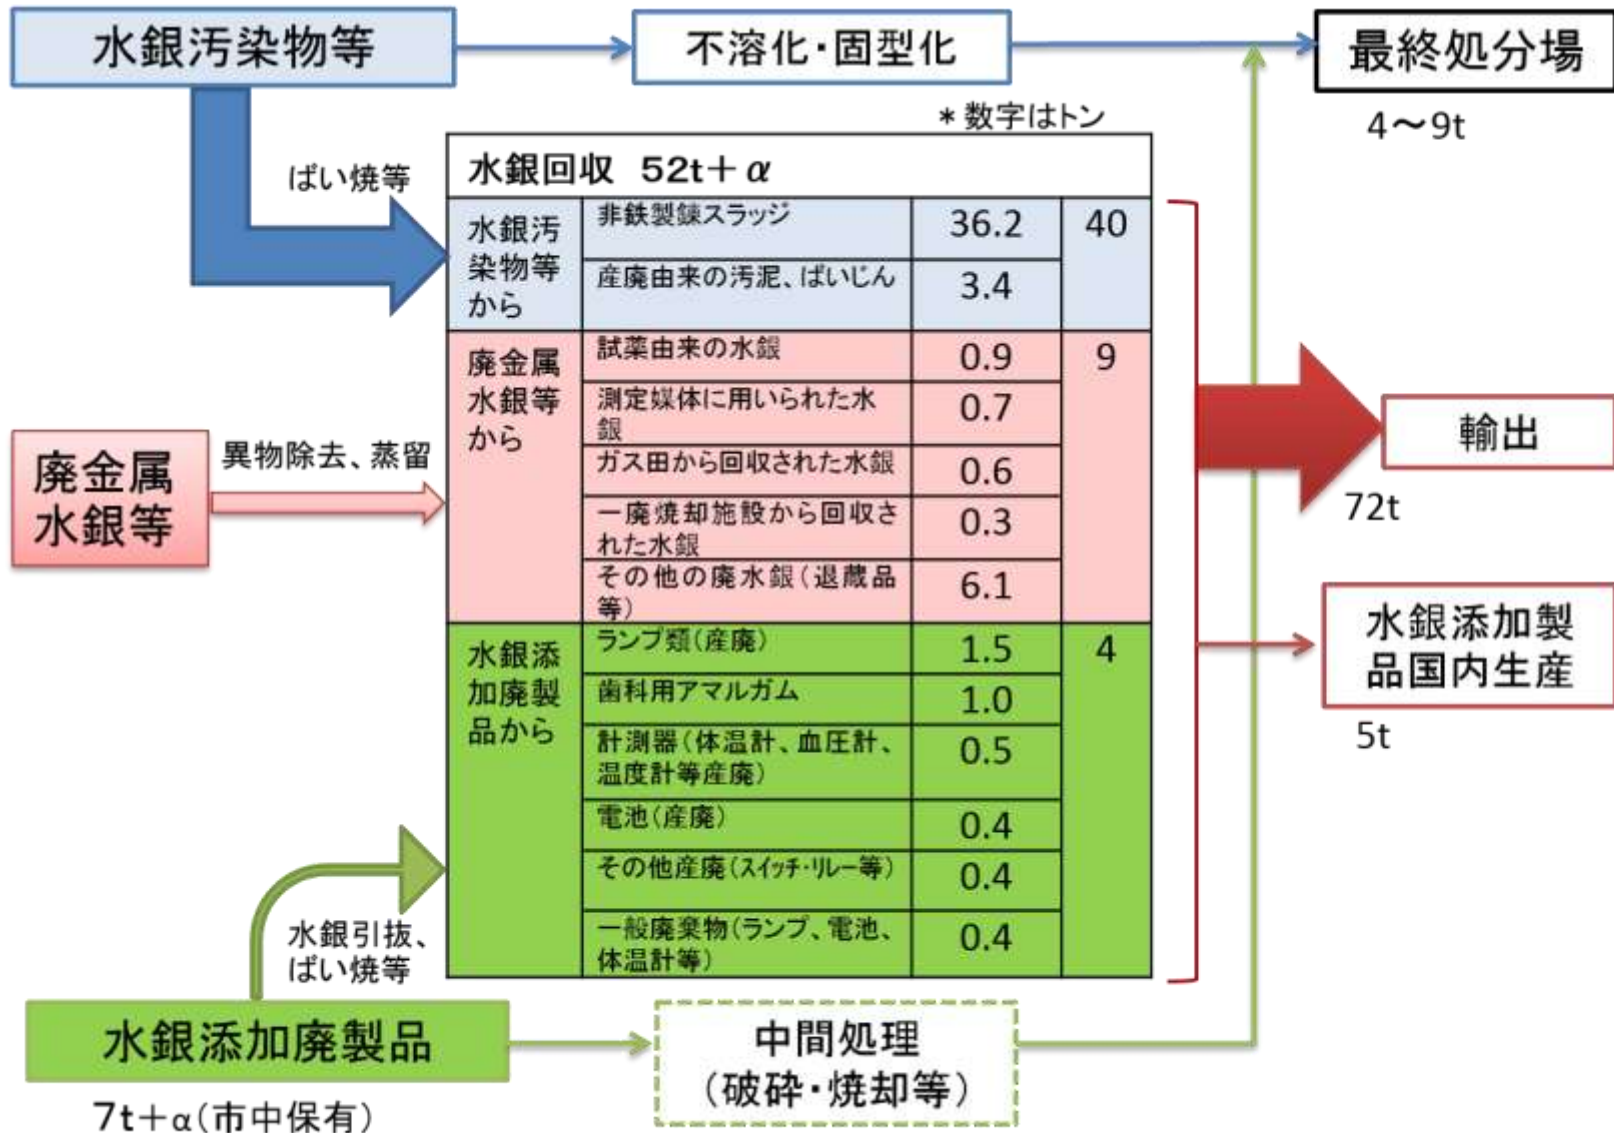 水銀汚染物等
不溶化・固型化
最終処分場
4～9t
＊数字はトン
ばい焼等
水銀回収 52t＋α
水銀汚
染物等
から
非鉄製錬スラッジ
36.2
40
産廃由来の汚泥、ばいじん
3.4
廃金属
水銀等
から
試薬由来の水銀
0.9
9
測定媒体に用いられた水
銀
0.7
ガス田から回収された水銀
0.6
一廃焼却施設から回収さ
れた水銀
0.3
その他の廃水銀（退蔵品
等）
6.1
水銀添
加廃製
品から
ランプ類（産廃）
1.5
4
歯科用アマルガム
1.0
計測器（体温計、血圧計、
温度計等産廃）
0.5
電池（産廃）
0.4
その他産廃（スイッチ・リレー等）
0.4
一般廃棄物（ランプ、電池、
体温計等）
0.4
廃金属
水銀等
異物除去、蒸留
輸出
72t
水銀添加製
品国内生産
5t
水銀引抜、
ばい焼等
水銀添加廃製品
7t＋α（市中保有）
中間処理
（破砕・焼却等）